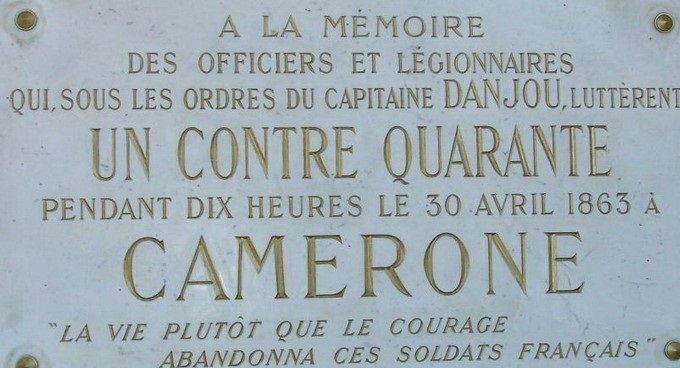 A LA MÉMOIRE
DES OFFICIERS ET LÉGIONNAIRES
QUI, SOUS LES ORDRES DU CAPITAINE DANJOU, LUTTÈRENT
UN CONTRE QUARANTE
PENDANT DIX HEURES LE 30 AVRIL 1863 À
CAMERONE
"LA VIE PLUTÔT QUE LE COURAGE
ABANDONNA CES SOLDATS FRANÇAIS"